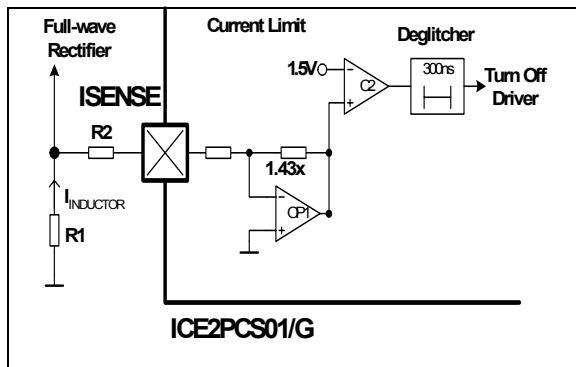 Full-wave
Rectifier
Current Limit
Deglitcher
1.5V
C2
300ns
Turn Off
Driver
ISENSE
R2
1.43x
IINDUCTOR
OP1
R1
ICE2PCS01/G